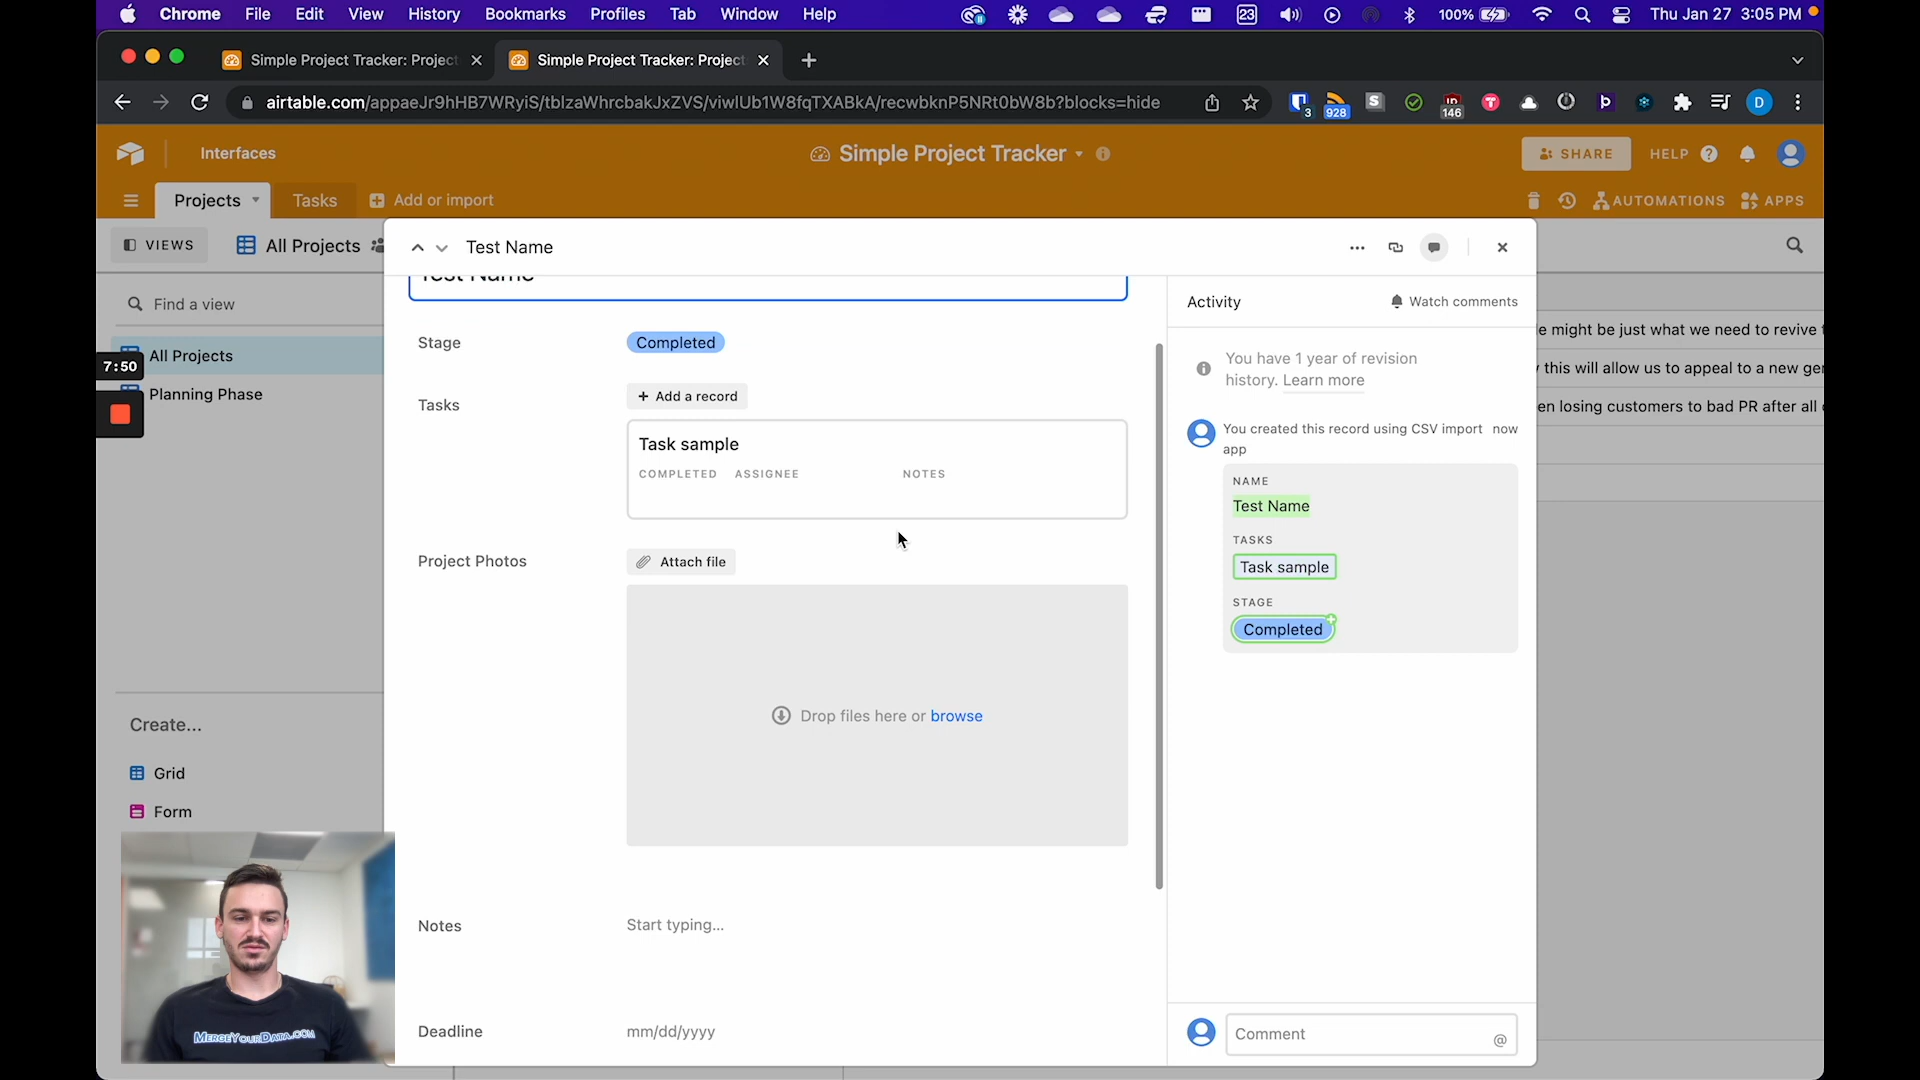 Chrome File Edit View History Bookmarks Profiles Tab Window Help 23 100% Thu Jan 27 3:05 PM
Simple Project Tracker: Project Simple Project Tracker: Project
airtable.com/appaeJr9hHB7WRyiS/tblzaWhrcbakJxZVS/viwlUb1W8fqTXABkA/recwbknP5NRt0bW8b?blocks=hide 3 928 146 D
Interfaces Simple Project Tracker SHARE HELP
Projects Tasks Add or import AUTOMATIONS APPS
VIEWS All Projects
Find a view
All Projects
7:50
Planning Phase
Create...
Grid
Form
Test Name
Test Name
Stage Completed
Tasks + Add a record
Task sample
COMPLETED ASSIGNEE NOTES
Project Photos Attach file
Drop files here or browse
Notes Start typing...
Deadline mm/dd/yyyy
Activity Watch comments
You have 1 year of revision
history. Learn more
You created this record using CSV import now
app
NAME
Test Name
TASKS
Task sample
STAGE
Completed
Comment @
e might be just what we need to revive
this will allow us to appeal to a new ge
en losing customers to bad PR after all
MERGEYOURDATA.COM